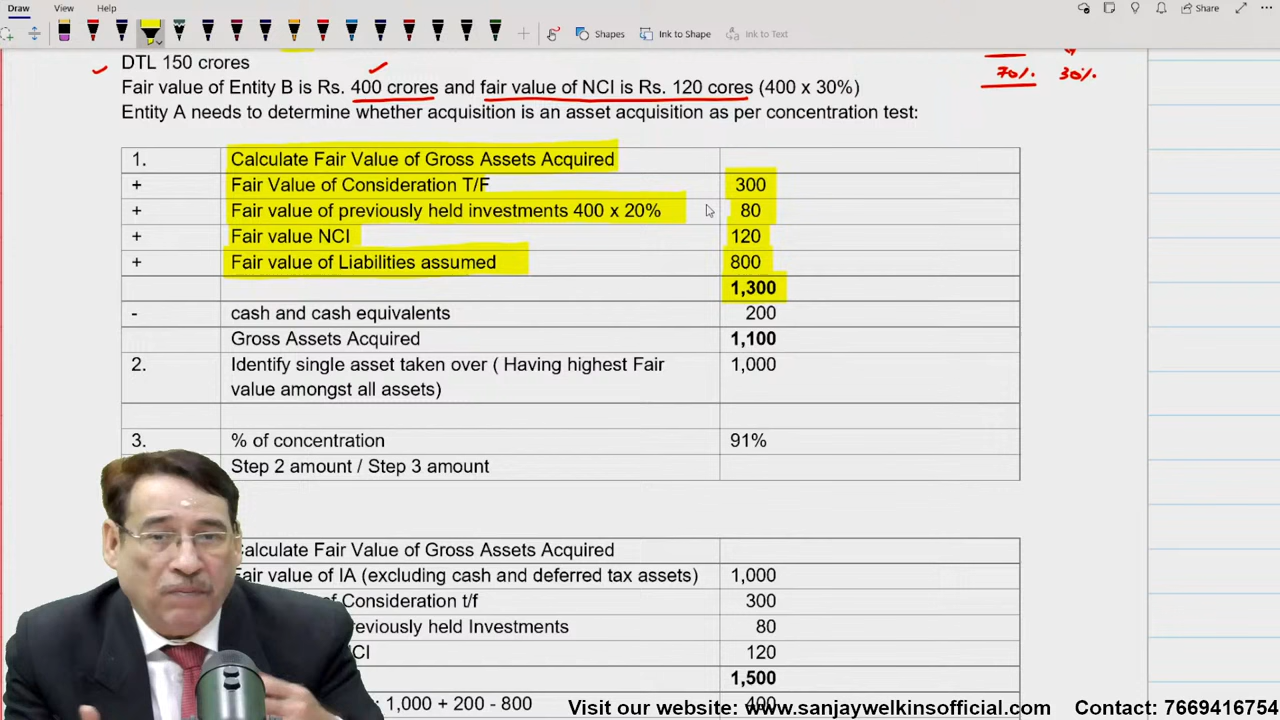 Draw View Help Share
Shapes Ink to Shape Ink to Text
DTL 150 crores
70% 30%
Fair value of Entity B is Rs. 400 crores and fair value of NCI is Rs. 120 cores (400 x 30%)
Entity A needs to determine whether acquisition is an asset acquisition as per concentration test:
1. Calculate Fair Value of Gross Assets Acquired
+ Fair Value of Consideration T/F 300
+ Fair value of previously held investments 400 x 20% 80
+ Fair value NCI 120
+ Fair value of Liabilities assumed 800
1,300
- cash and cash equivalents 200
Gross Assets Acquired 1,100
2. Identify single asset taken over ( Having highest Fair 1,000
value amongst all assets)
3. % of concentration 91%
Step 2 amount / Step 3 amount
Calculate Fair Value of Gross Assets Acquired
Fair value of IA (excluding cash and deferred tax assets) 1,000
of Consideration t/f 300
previously held Investments 80
NCI 120
1,500
: 1,000 + 200 - 800 400
Visit our website: www.sanjaywelkinsofficial.com Contact: 7669416754